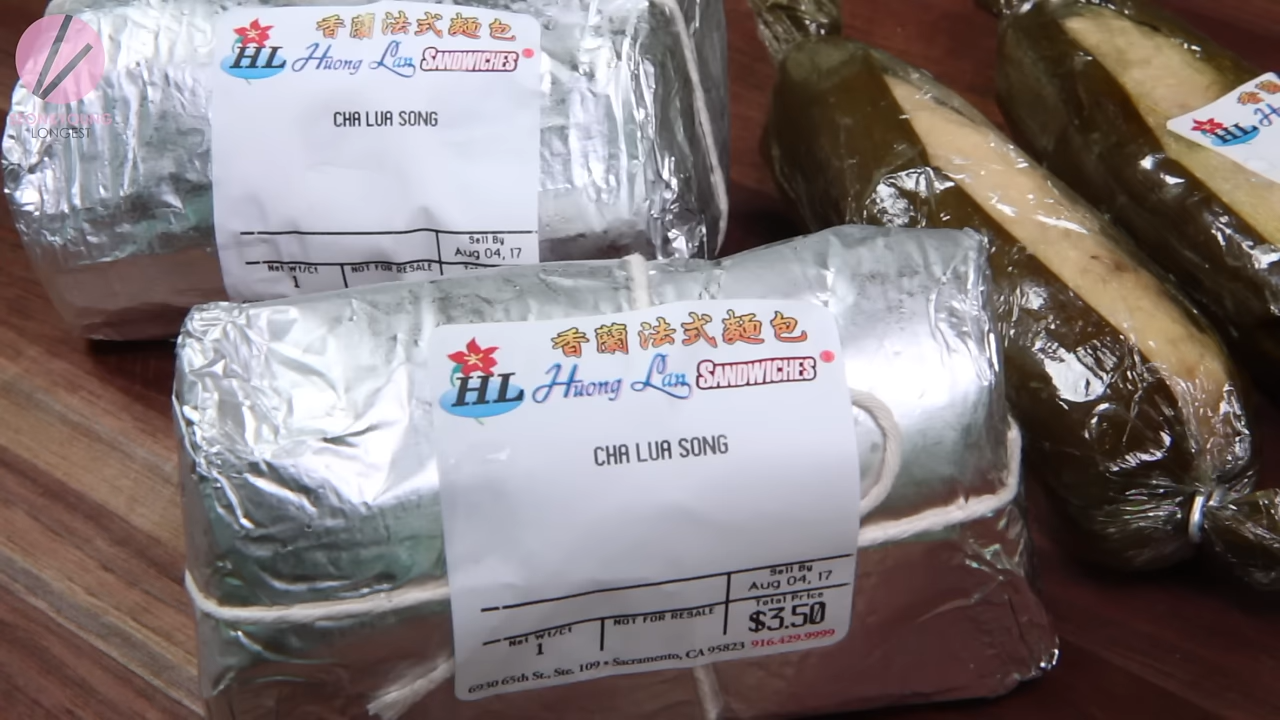 LONGEST
香蘭法式麵包
HL Huong Lan SANDWICHES
CHA LUA SONG
Sell By
Aug 04, 17
Net Wt/Ct
NOT FOR RESALE
1
香蘭法式麵包
HL Huong Lan SANDWICHES
CHA LUA SONG
Sell By
Aug 04, 17
Net Wt/Ct
NOT FOR RESALE
Total Price
1
$3.50
6930 65th St., Ste. 109 • Sacramento, CA 95823 916.429.9999
香
HL